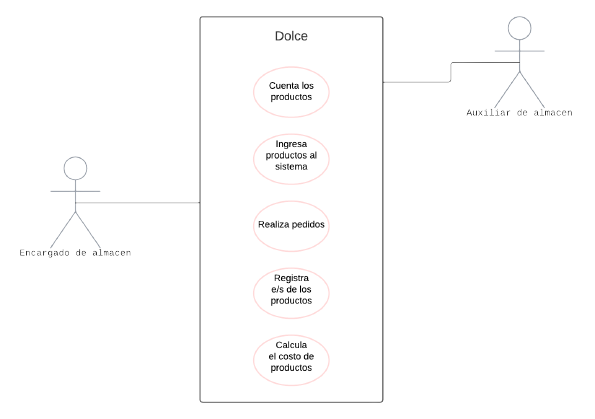 Dolce
Cuenta los
productos
Auxiliar de almacen
Ingresa
productos al
sistema
Realiza pedidos
Encargado de almacen
Registra
e/s de los
productos
Calcula
el costo de
productos